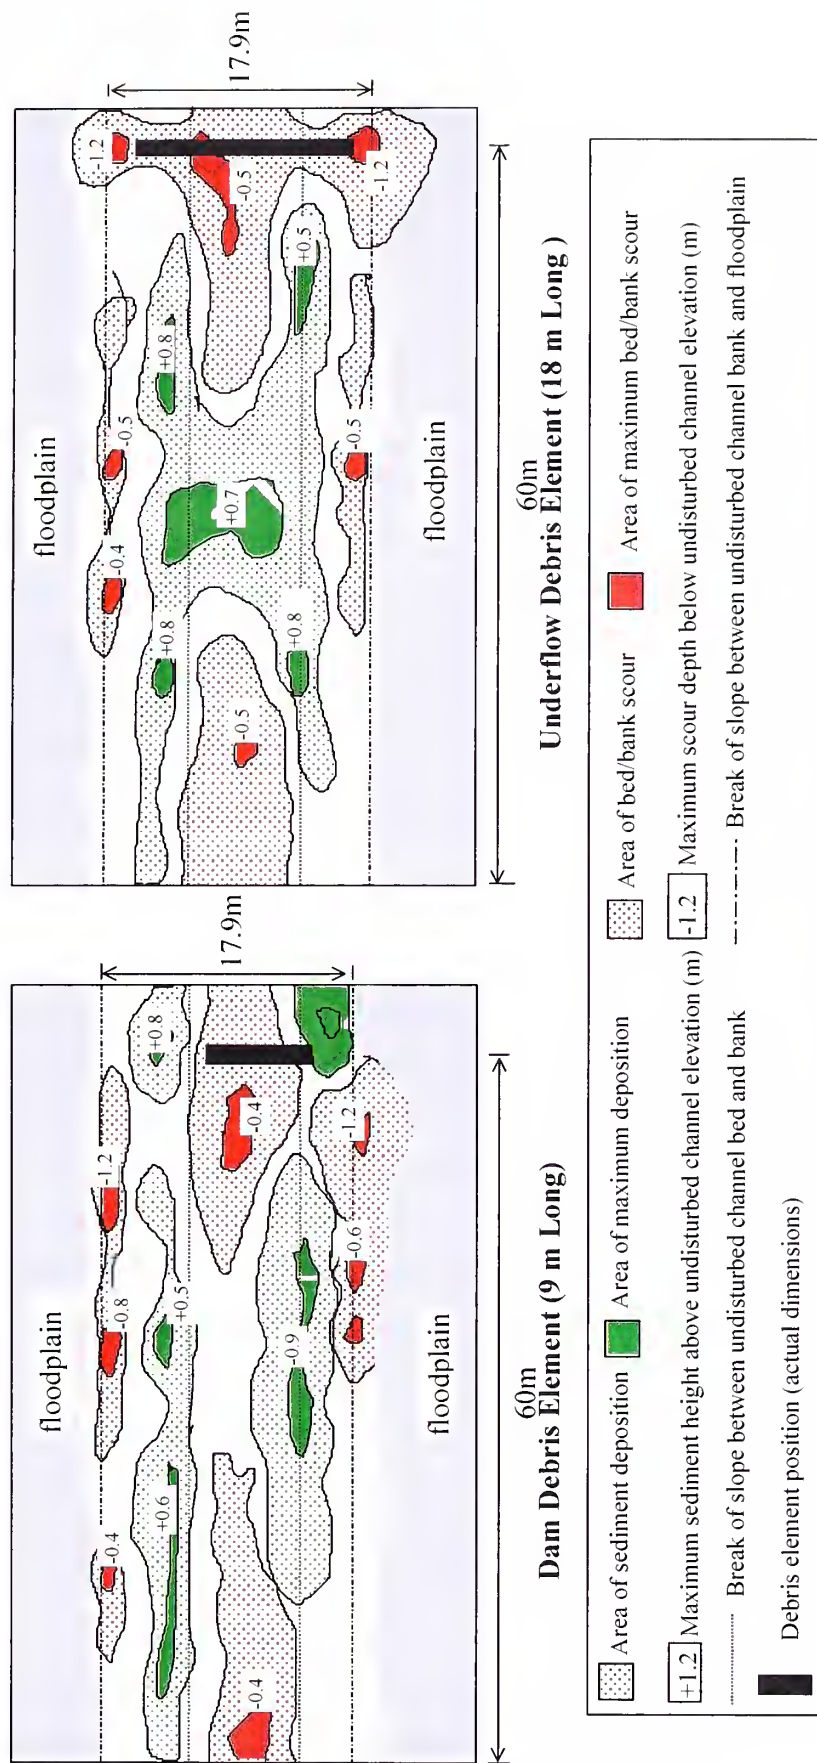 floodplain
-0.4
-0.8
-1.2
+0.6
+0.5
+0.8
-0.4
-0.4
-0.9
-0.6
-1.2
floodplain
17.9m
60m
Dam Debris Element (9 m Long)
floodplain
-0.4
-0.5
-1.2
+0.8
+0.8
+0.7
-0.5
-0.5
+0.8
+0.5
-0.5
-1.2
floodplain
17.9m
60m
Underflow Debris Element (18 m Long )
Area of sediment deposition
Area of maximum deposition
Area of bed/bank scour
Area of maximum bed/bank scour
+1.2 Maximum sediment height above undisturbed channel elevation (m)
-1.2 Maximum scour depth below undisturbed channel elevation (m)
Break of slope between undisturbed channel bed and bank
Break of slope between undisturbed channel bank and floodplain
Debris element position (actual dimensions)